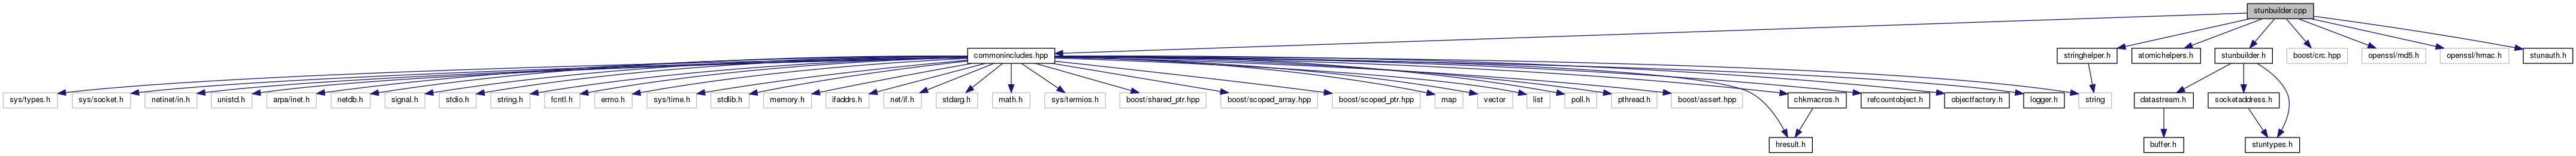 stunbuilder.cpp
commonincludes.hpp
stringhelper.h
atomichelpers.h
stunbuilder.h
boost/crc.hpp
openssl/md5.h
openssl/hmac.h
stunauth.h
sys/types.h
sys/socket.h
netinet/in.h
unistd.h
arpa/inet.h
netdb.h
signal.h
stdio.h
string.h
fcntl.h
errno.h
sys/time.h
stdlib.h
memory.h
ifaddrs.h
net/if.h
stdarg.h
math.h
sys/termios.h
boost/shared_ptr.hpp
boost/scoped_array.hpp
boost/scoped_ptr.hpp
map
vector
list
poll.h
pthread.h
boost/assert.hpp
chkmacros.h
refcountobject.h
objectfactory.h
logger.h
string
datastream.h
socketaddress.h
hresult.h
buffer.h
stuntypes.h